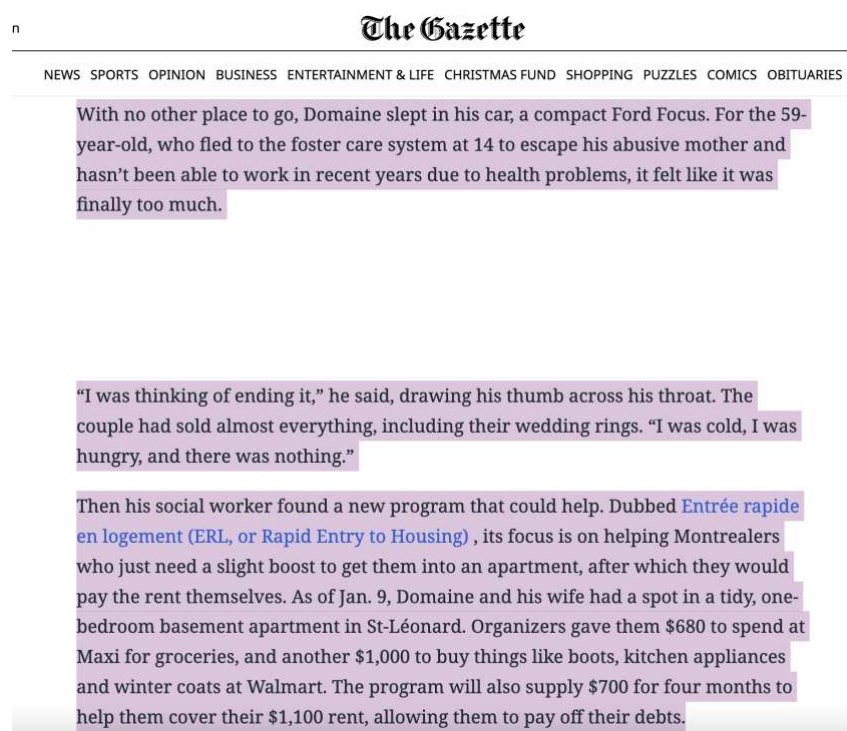 n
The Gazette
NEWS SPORTS OPINION BUSINESS ENTERTAINMENT & LIFE CHRISTMAS FUND SHOPPING PUZZLES COMICS OBITUARIES
With no other place to go, Domaine slept in his car, a compact Ford Focus. For the 59-
year-old, who fled to the foster care system at 14 to escape his abusive mother and
hasn’t been able to work in recent years due to health problems, it felt like it was
finally too much.
“I was thinking of ending it,” he said, drawing his thumb across his throat. The
couple had sold almost everything, including their wedding rings. “I was cold, I was
hungry, and there was nothing.”
Then his social worker found a new program that could help. Dubbed Entrée rapide
en logement (ERL, or Rapid Entry to Housing) , its focus is on helping Montrealers
who just need a slight boost to get them into an apartment, after which they would
pay the rent themselves. As of Jan. 9, Domaine and his wife had a spot in a tidy, one-
bedroom basement apartment in St-Léonard. Organizers gave them $680 to spend at
Maxi for groceries, and another $1,000 to buy things like boots, kitchen appliances
and winter coats at Walmart. The program will also supply $700 for four months to
help them cover their $1,100 rent, allowing them to pay off their debts.